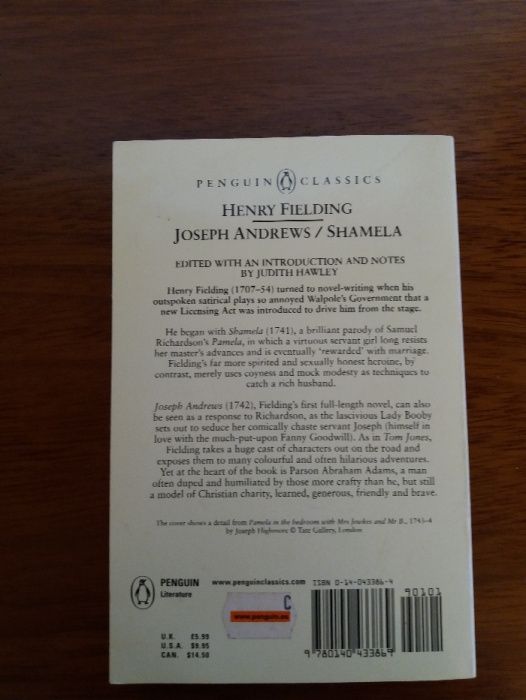 PENGUIN CLASSICS
HENRY FIELDING
JOSEPH ANDREWS / SHAMELA
EDITED WITH AN INTRODUCTION AND NOTES
BY JUDITH HAWLEY
Henry Fielding (1707–54) turned to novel-writing when his
outspoken satirical plays so annoyed Walpole's Government that a
new Licensing Act was introduced to drive him from the stage.
He began with Shamela (1741), a brilliant parody of Samuel
Richardson's Pamela, in which a virtuous servant girl long resists
her master's advances and is eventually 'rewarded' with marriage.
Fielding's far more spirited and sexually honest heroine, by
contrast, merely uses coyness and mock modesty as techniques to
catch a rich husband.
Joseph Andrews (1742), Fielding's first full-length novel, can also
be seen as a response to Richardson, as the lascivious Lady Booby
sets out to seduce her comically chaste servant Joseph (himself in
love with the much-put-upon Fanny Goodwill). As in Tom Jones,
Fielding takes a huge cast of characters out on the road and
exposes them to many colourful and often hilarious adventures.
Yet at the heart of the book is Parson Abraham Adams, a man
often duped and humiliated by those more crafty than he, but still
a model of Christian charity, learned, generous, friendly and brave.
The cover shows a detail from Pamela in the bedroom with Mrs Jewkes and Mr B., 1743–4
by Joseph Highmore © Tate Gallery, London
PENGUIN
Literature
www.penguinclassics.com
ISBN 0-14-043386-4
90101
C
www.penguin.es
U.K. £5.99
U.S.A. $9.95
CAN. $14.50
9 780140 433869